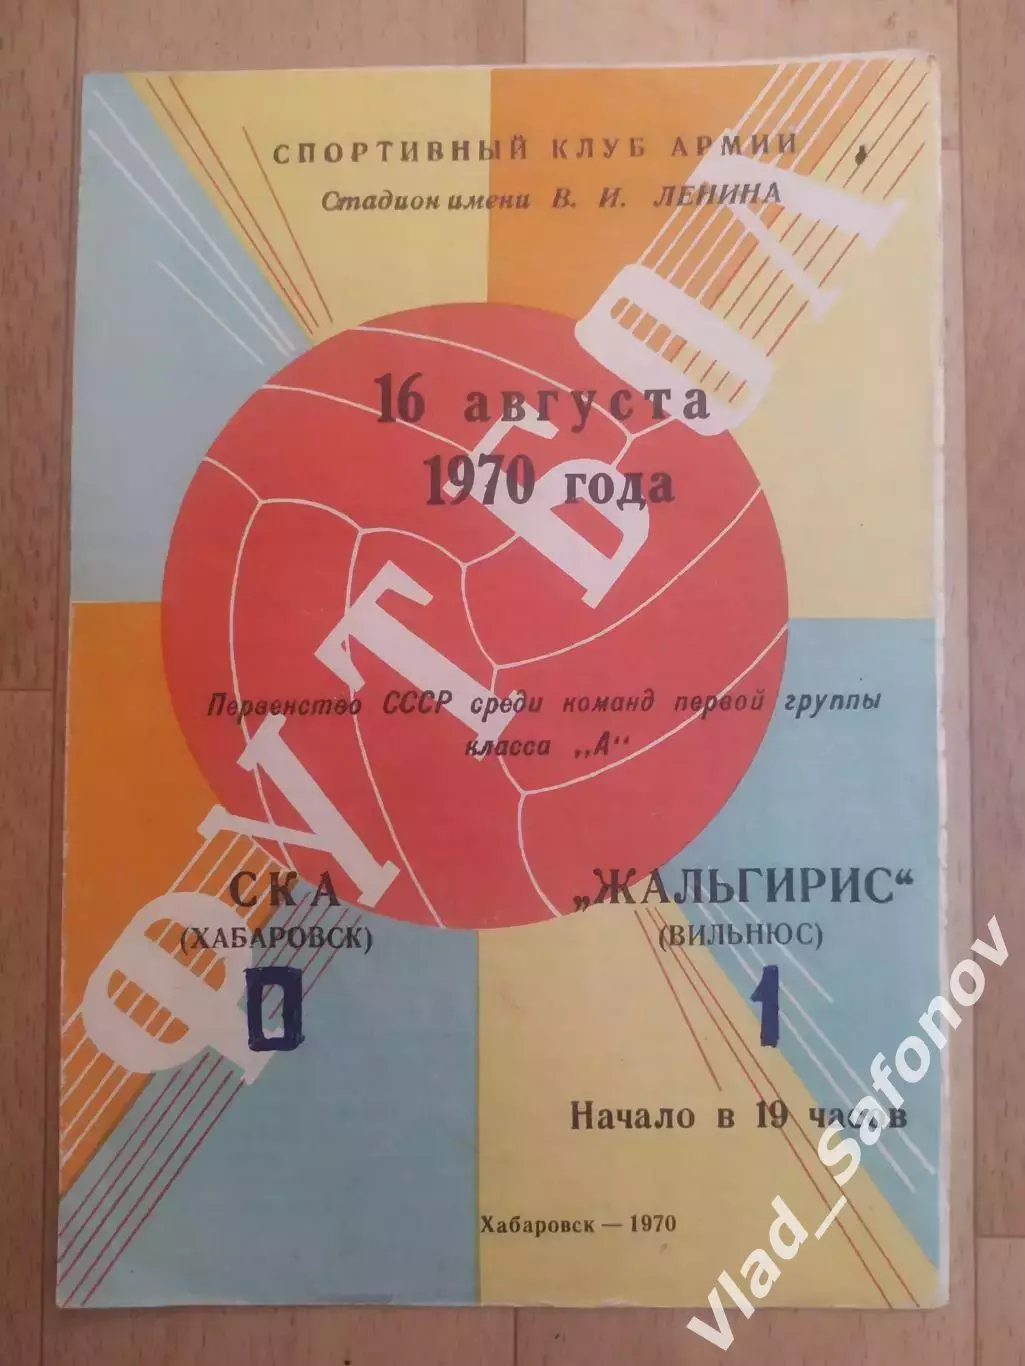 СПОРТИВНЫЙ КЛУБ АРМИИ
Стадион имени В. И. ЛЕНИНА
ФУТБОЛ
16 августа
1970 года
Первенство СССР среди команд первой группы
класса „А“
СКА
(ХАБАРОВСК)
0
„ЖАЛЬГИРИС“
(ВИЛЬНЮС)
1
Начало в 19 часов
Хабаровск — 1970
Vlad_Safonov